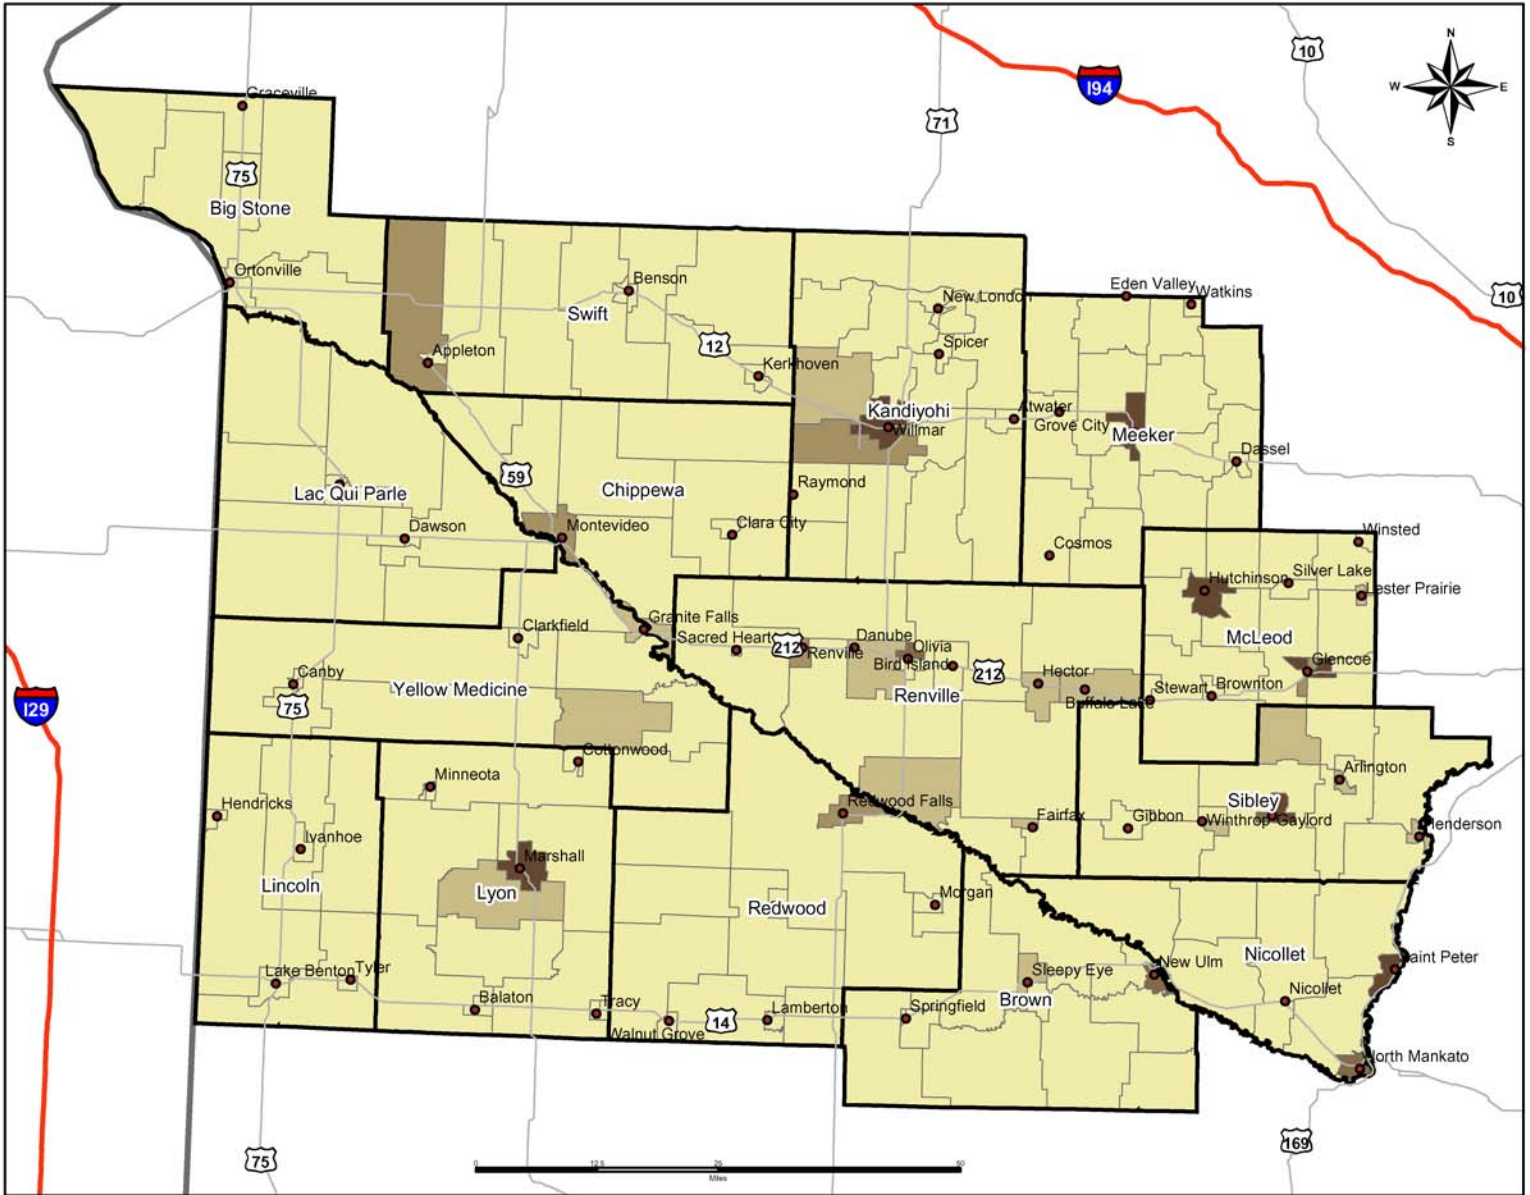 10
N
W
E
S
I94
71
Graceville
75
Big Stone
Ortonville
Benson
Eden Valley
Watkins
10
New London
Swift
12
Appleton
Spicer
Kerkhoven
Kandiyohi
Atwater
Willmar
Grove City
Meeker
Dassel
59
Raymond
Chippewa
Lac Qui Parle
Dawson
Montevideo
Clara City
Winsted
Cosmos
Silver Lake
Hutchinson
Lester Prairie
Granite Falls
Clarkfield
Sacred Heart
212
Renville
Danube
Olivia
Bird Island
212
McLeod
Glencoe
Canby
Hector
Yellow Medicine
Renville
Buffalo Lake
Stewart
Brownton
75
I29
Cottonwood
Minneota
Arlington
Hendricks
Redwood Falls
Fairfax
Gibbon
Sibley
Winthrop
Gaylord
Henderson
Ivanhoe
Marshall
Lincoln
Lyon
Redwood
Morgan
Nicollet
Saint Peter
New Ulm
Lake Benton
Tyler
Sleepy Eye
Brown
Nicollet
Balaton
Tracy
Walnut Grove
14
Lamberton
Springfield
North Mankato
169
75
0 12.5 25 50
Miles